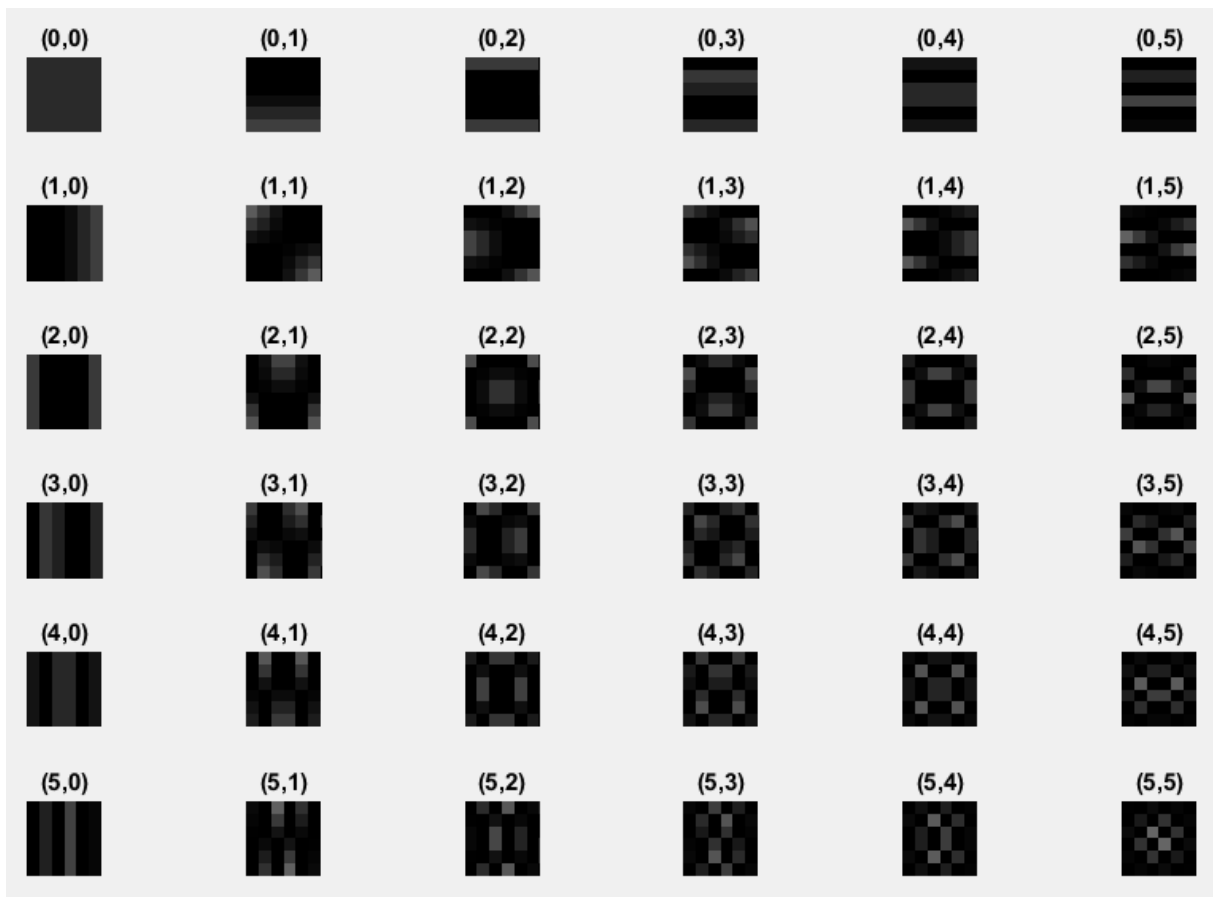 (0,0) (0,1) (0,2) (0,3) (0,4) (0,5)
(1,0) (1,1) (1,2) (1,3) (1,4) (1,5)
(2,0) (2,1) (2,2) (2,3) (2,4) (2,5)
(3,0) (3,1) (3,2) (3,3) (3,4) (3,5)
(4,0) (4,1) (4,2) (4,3) (4,4) (4,5)
(5,0) (5,1) (5,2) (5,3) (5,4) (5,5)